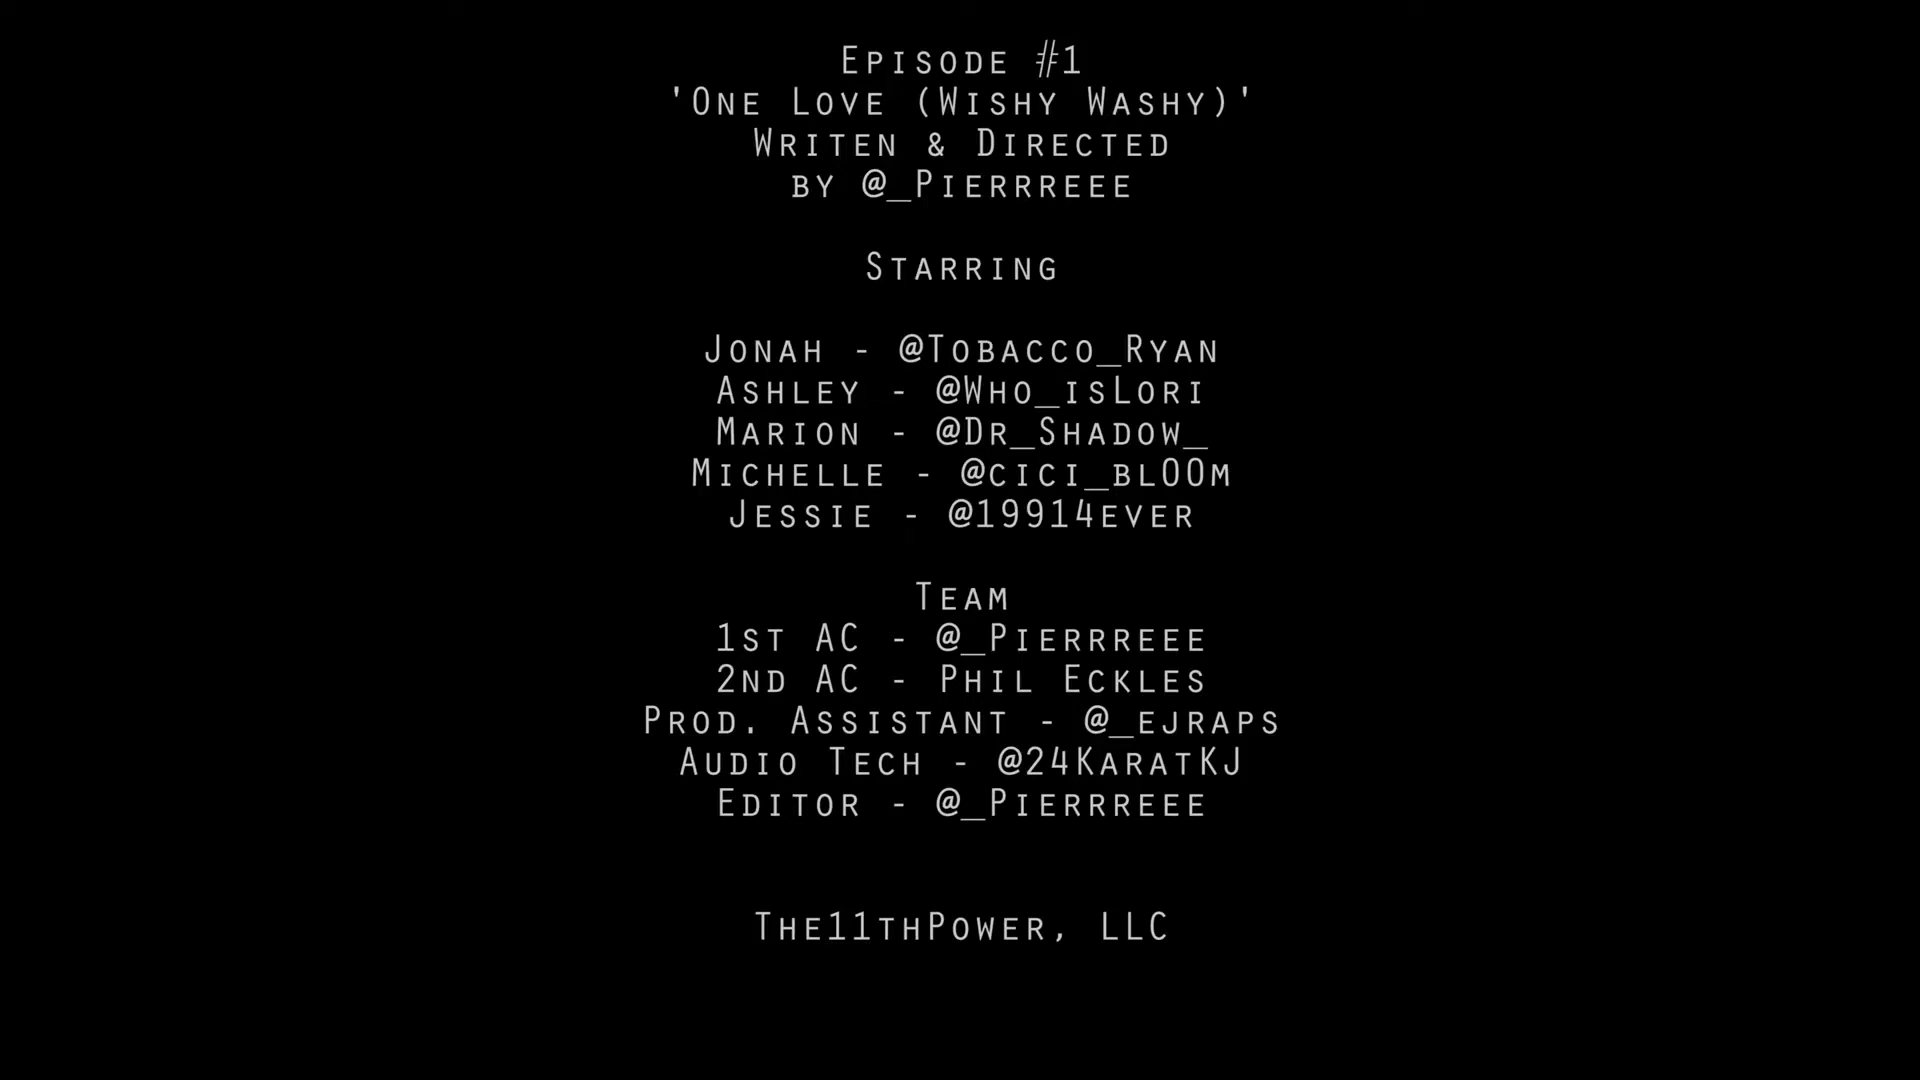 Episode #1
'One Love (Wishy Washy)'
Writen & Directed
by @_Pierrreee
Starring
Jonah - @Tobacco_Ryan
Ashley - @Who_isLori
Marion - @Dr_Shadow_
Michelle - @cici_bl00m
Jessie - @19914ever
Team
1st AC - @_Pierrreee
2nd AC - Phil Eckles
Prod. Assistant - @_ejraps
Audio Tech - @24KaratKJ
Editor - @_Pierrreee
The11thPower, LLC